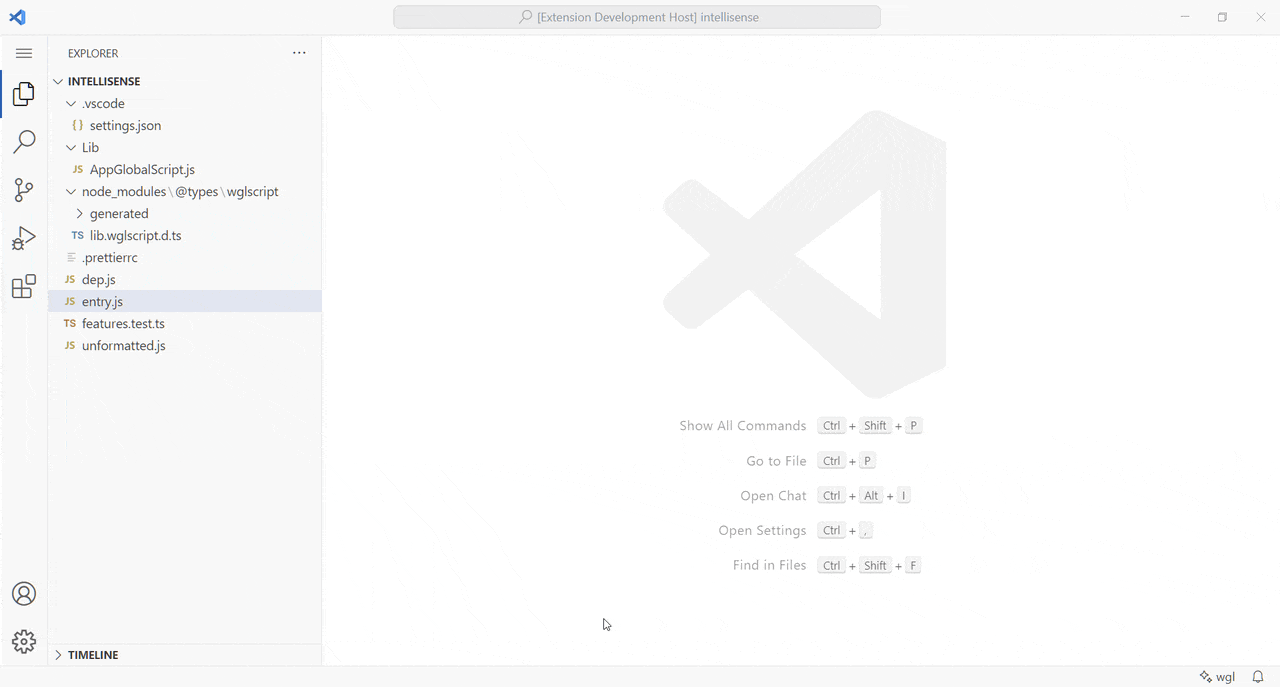 [Extension Development Host] intellisense
EXPLORER
INTELLISENSE
.vscode
{} settings.json
Lib
JS AppGlobalScript.js
node_modules\@types\wglscript
generated
TS lib.wglscript.d.ts
.prettierrc
JS dep.js
JS entry.js
TS features.test.ts
JS unformatted.js
Show All Commands Ctrl + Shift + P
Go to File Ctrl + P
Open Chat Ctrl + Alt + I
Open Settings Ctrl + ,
Find in Files Ctrl + Shift + F
TIMELINE
wgl